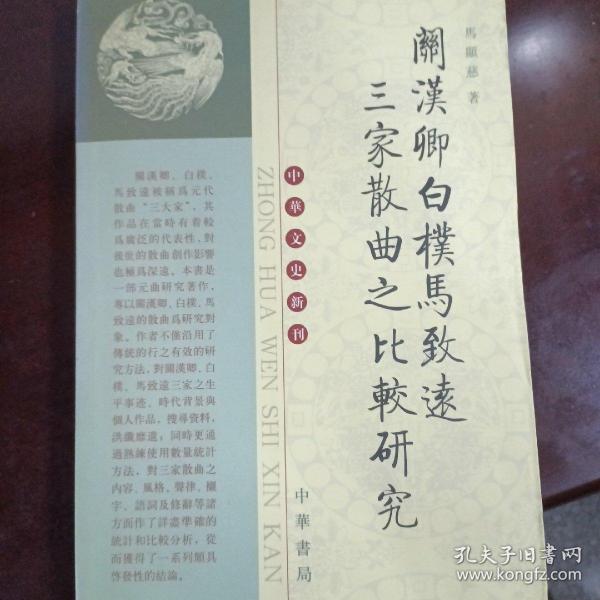 馬顯慈 著
關漢卿白樸馬致遠
三家散曲之比較研究
中華文史新刊
ZHONG HUA WEN SHI XIN KAN
中華書局
關漢卿、白樸、
馬致遠被稱爲元代
散曲“三大家”，其
作品在當時有着較
爲廣泛的代表性，對
後世的散曲創作影響
也極爲深遠。本書是
一部元曲研究著作，
專以關漢卿、白樸、馬
致遠的散曲爲研究對
象。作者不僅沿用了
傳統的行之有效的研
究方法，對關漢卿、白
樸、馬致遠三家之生
平事迹、時代背景與
個人作品，搜尋資料，
洪纖靡遺；同時更通
過熟練使用數量統計
方法，對三家散曲之
内容、風格、聲律、襯
字、語詞及修辭等諸
方面作了詳盡準確的
統計和比較分析，從
而獲得了一系列頗具
啓發性的結論。
孔夫子旧书网
www.kongfz.com